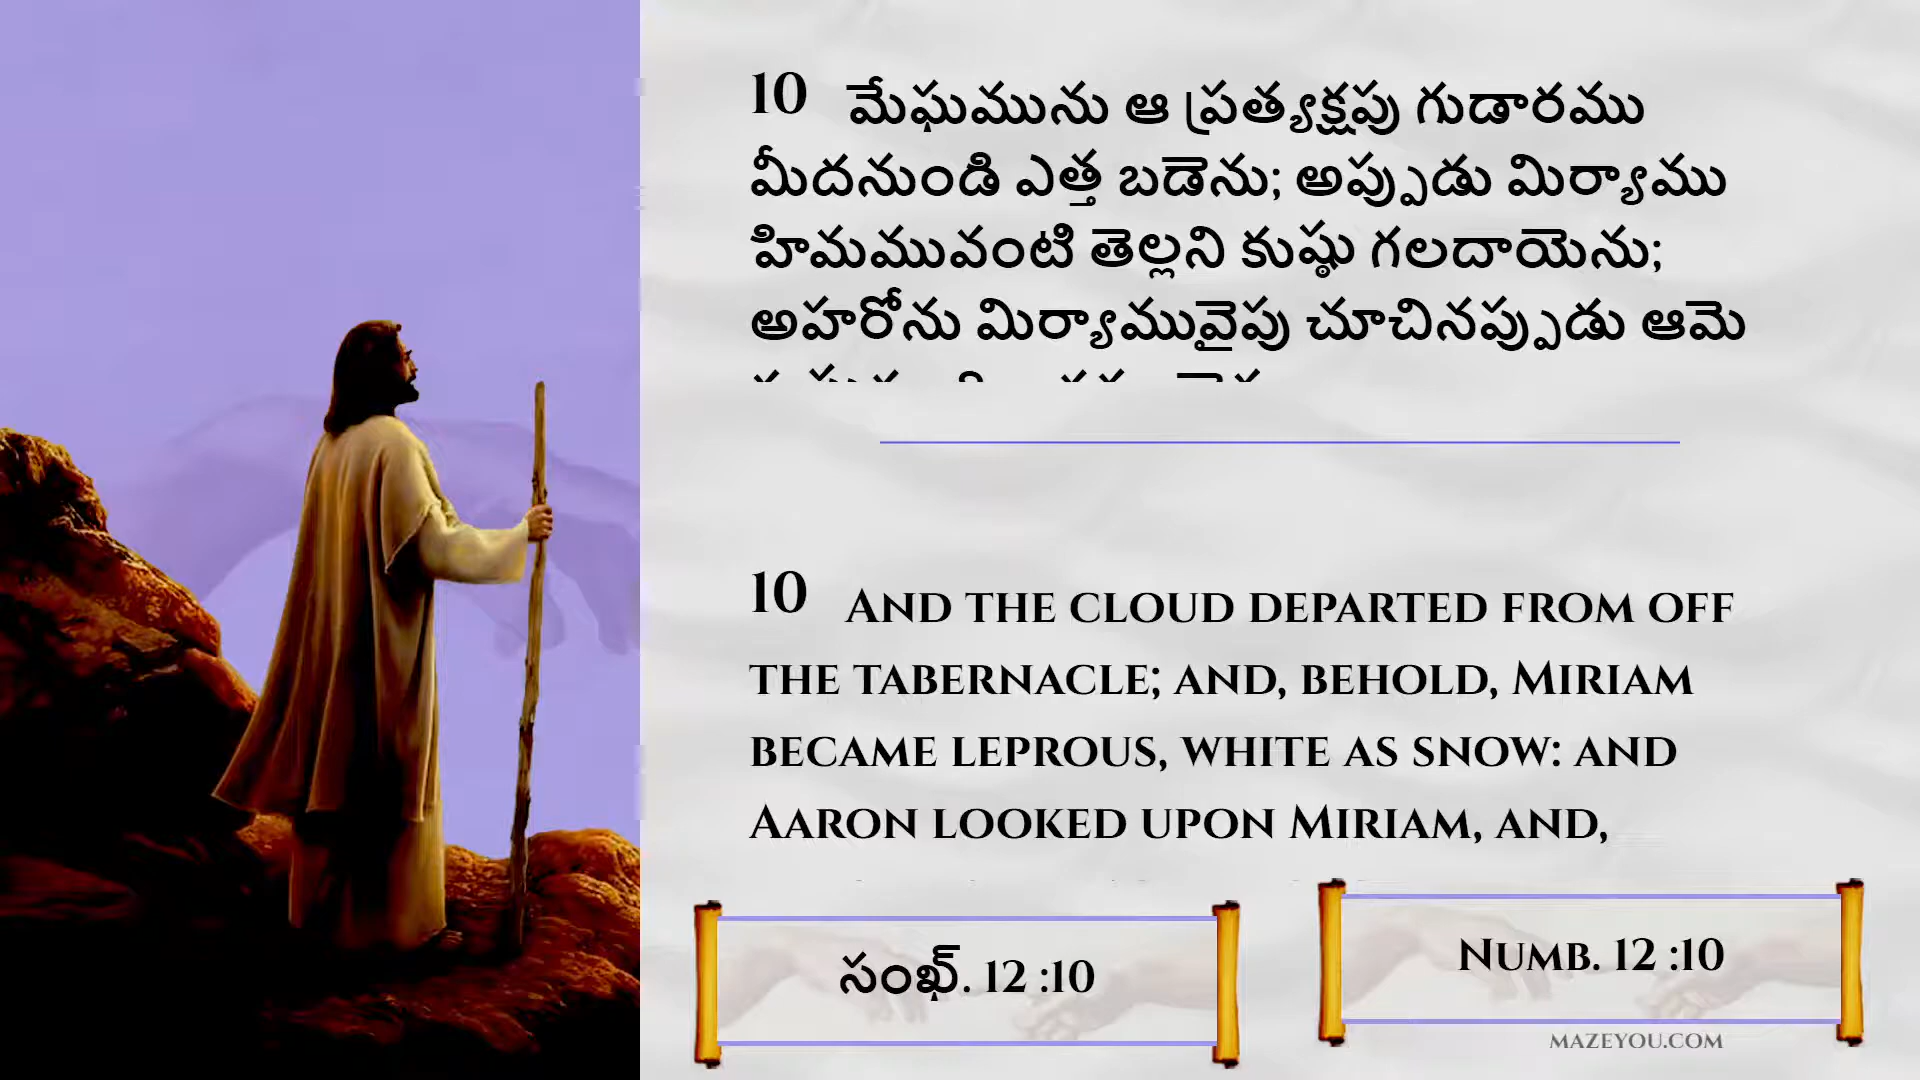 10 మేఘమును ఆ ప్రత్యక్షపు గుడారము
మీదనుండి ఎత్త బడెను; అప్పుడు మిర్యాము
హిమమువంటి తెల్లని కుష్ఠు గలదాయెను;
అహరోను మిర్యామువైపు చూచినప్పుడు ఆమె
10 And the cloud departed from off
the tabernacle; and, behold, Miriam
became leprous, white as snow: and
Aaron looked upon Miriam, and,
సంఖ్. 12 :10
Numb. 12 :10
MAZEYOU.COM